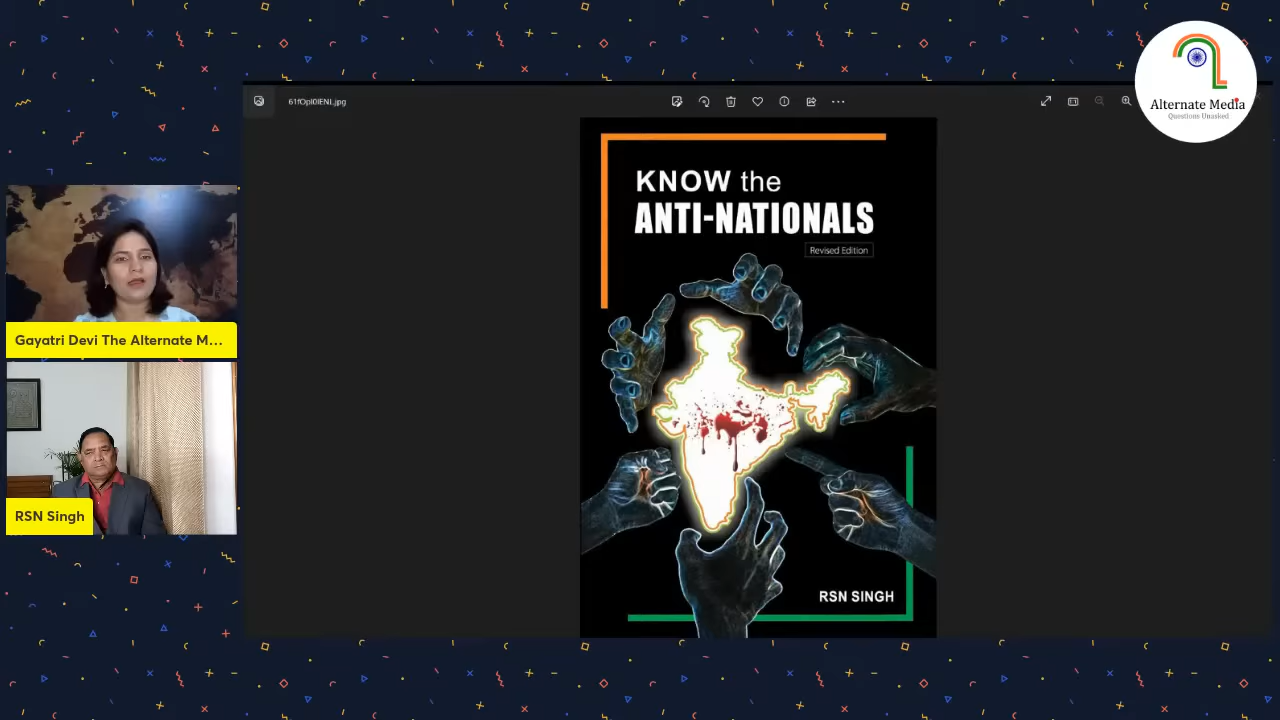 Alternate Media
Questions Unasked
61fOpI0IENL.jpg
KNOW the
ANTI-NATIONALS
Revised Edition
RSN SINGH
Gayatri Devi The Alternate M...
RSN Singh